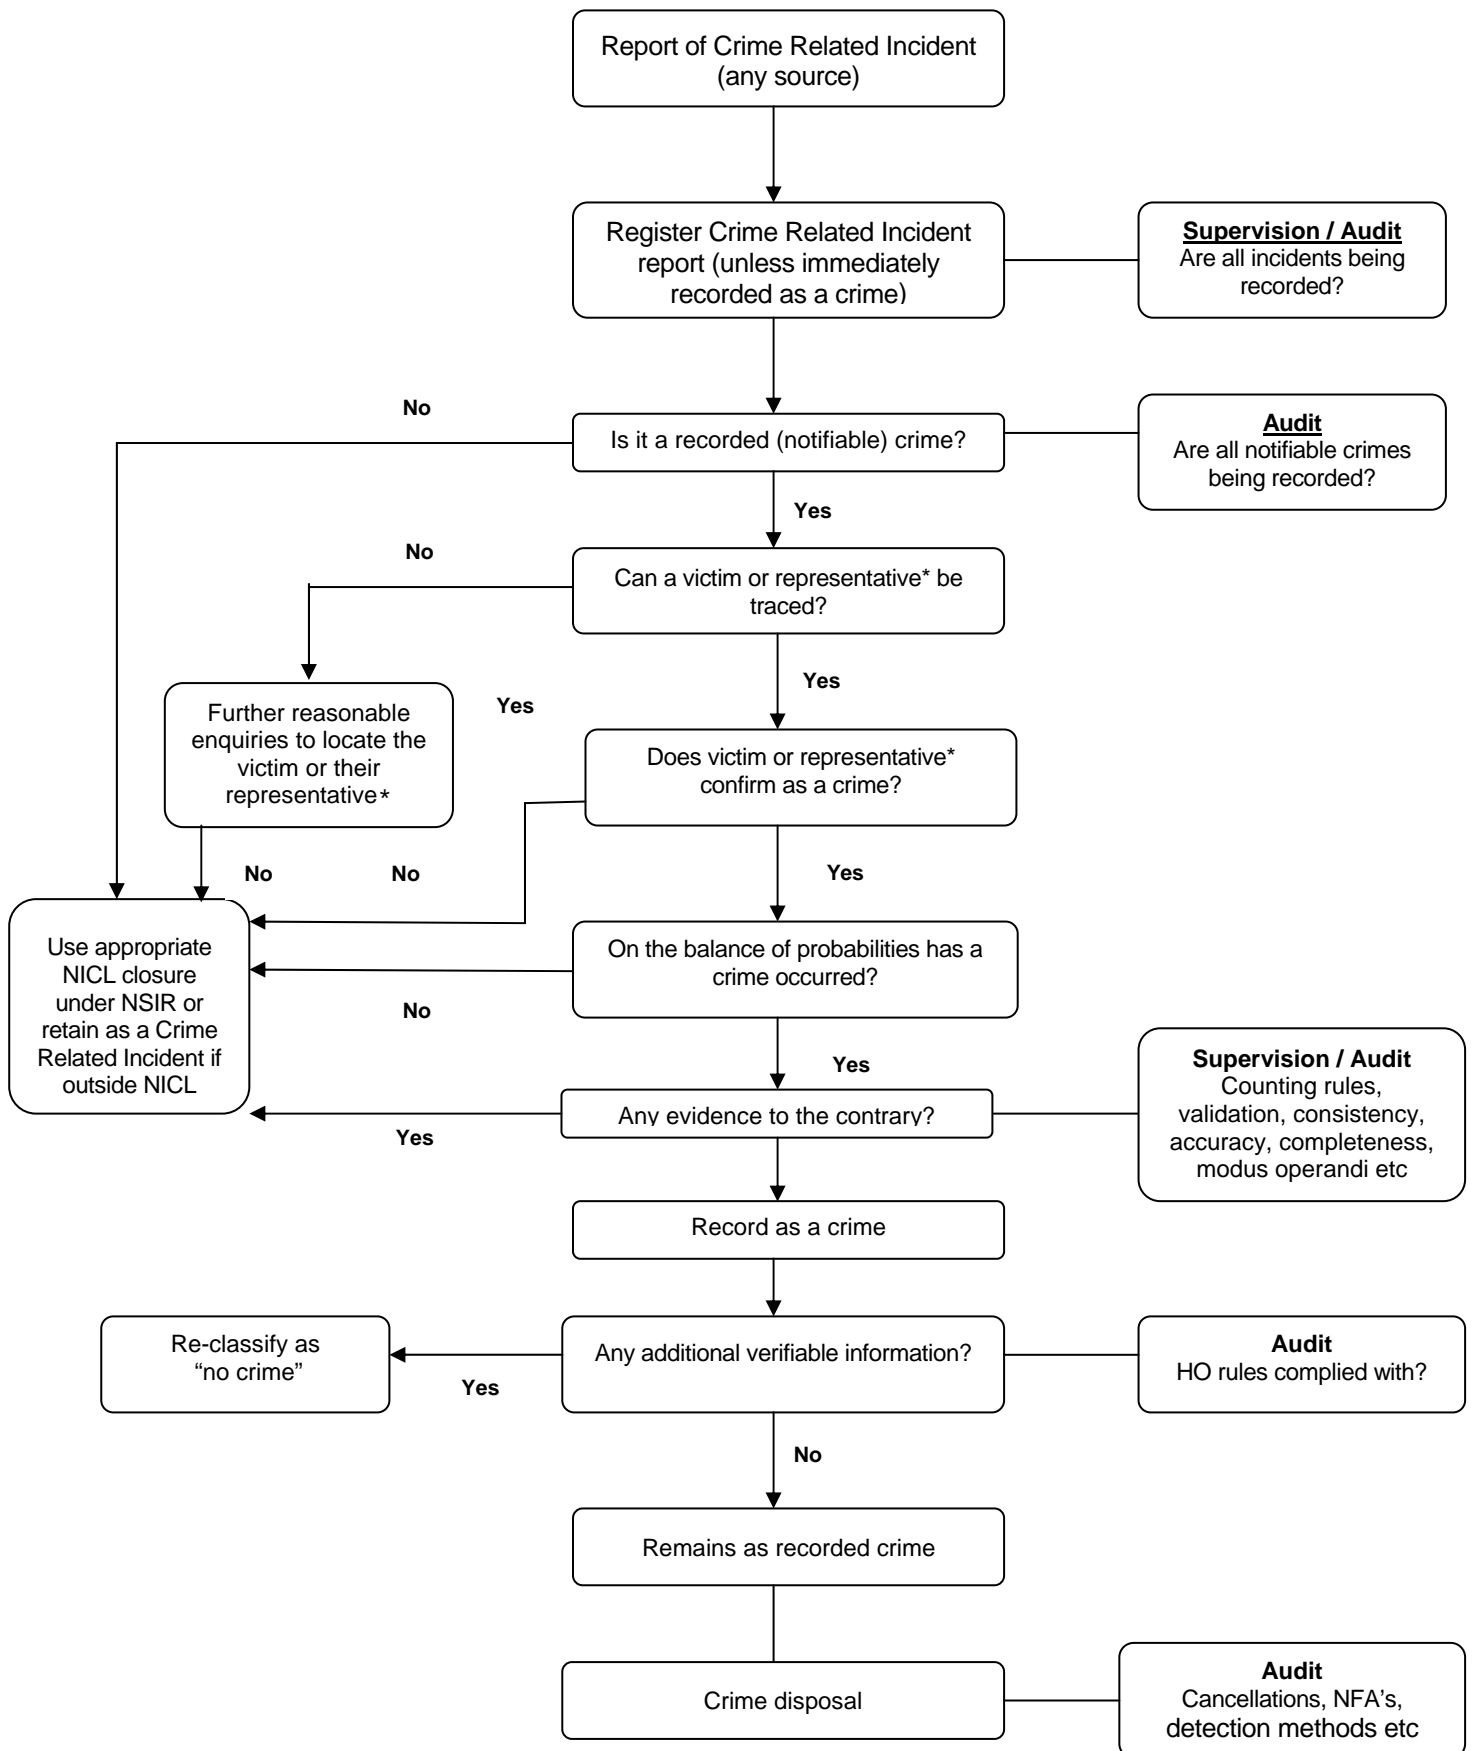 Report of Crime Related Incident
(any source)
Register Crime Related Incident
report (unless immediately
recorded as a crime)
Supervision / Audit
Are all incidents being
recorded?
No
Is it a recorded (notifiable) crime?
Audit
Are all notifiable crimes
being recorded?
Yes
No
Can a victim or representative* be
traced?
Yes
Further reasonable
enquiries to locate the
victim or their
representative*
Yes
Does victim or representative*
confirm as a crime?
No
No
Yes
Use appropriate
NICL closure
under NSIR or
retain as a Crime
Related Incident if
outside NICL
On the balance of probabilities has a
crime occurred?
No
Yes
Supervision / Audit
Counting rules,
validation, consistency,
accuracy, completeness,
modus operandi etc
Any evidence to the contrary?
Yes
Record as a crime
Re-classify as
“no crime”
Yes
Any additional verifiable information?
Audit
HO rules complied with?
No
Remains as recorded crime
Crime disposal
Audit
Cancellations, NFA's,
detection methods etc